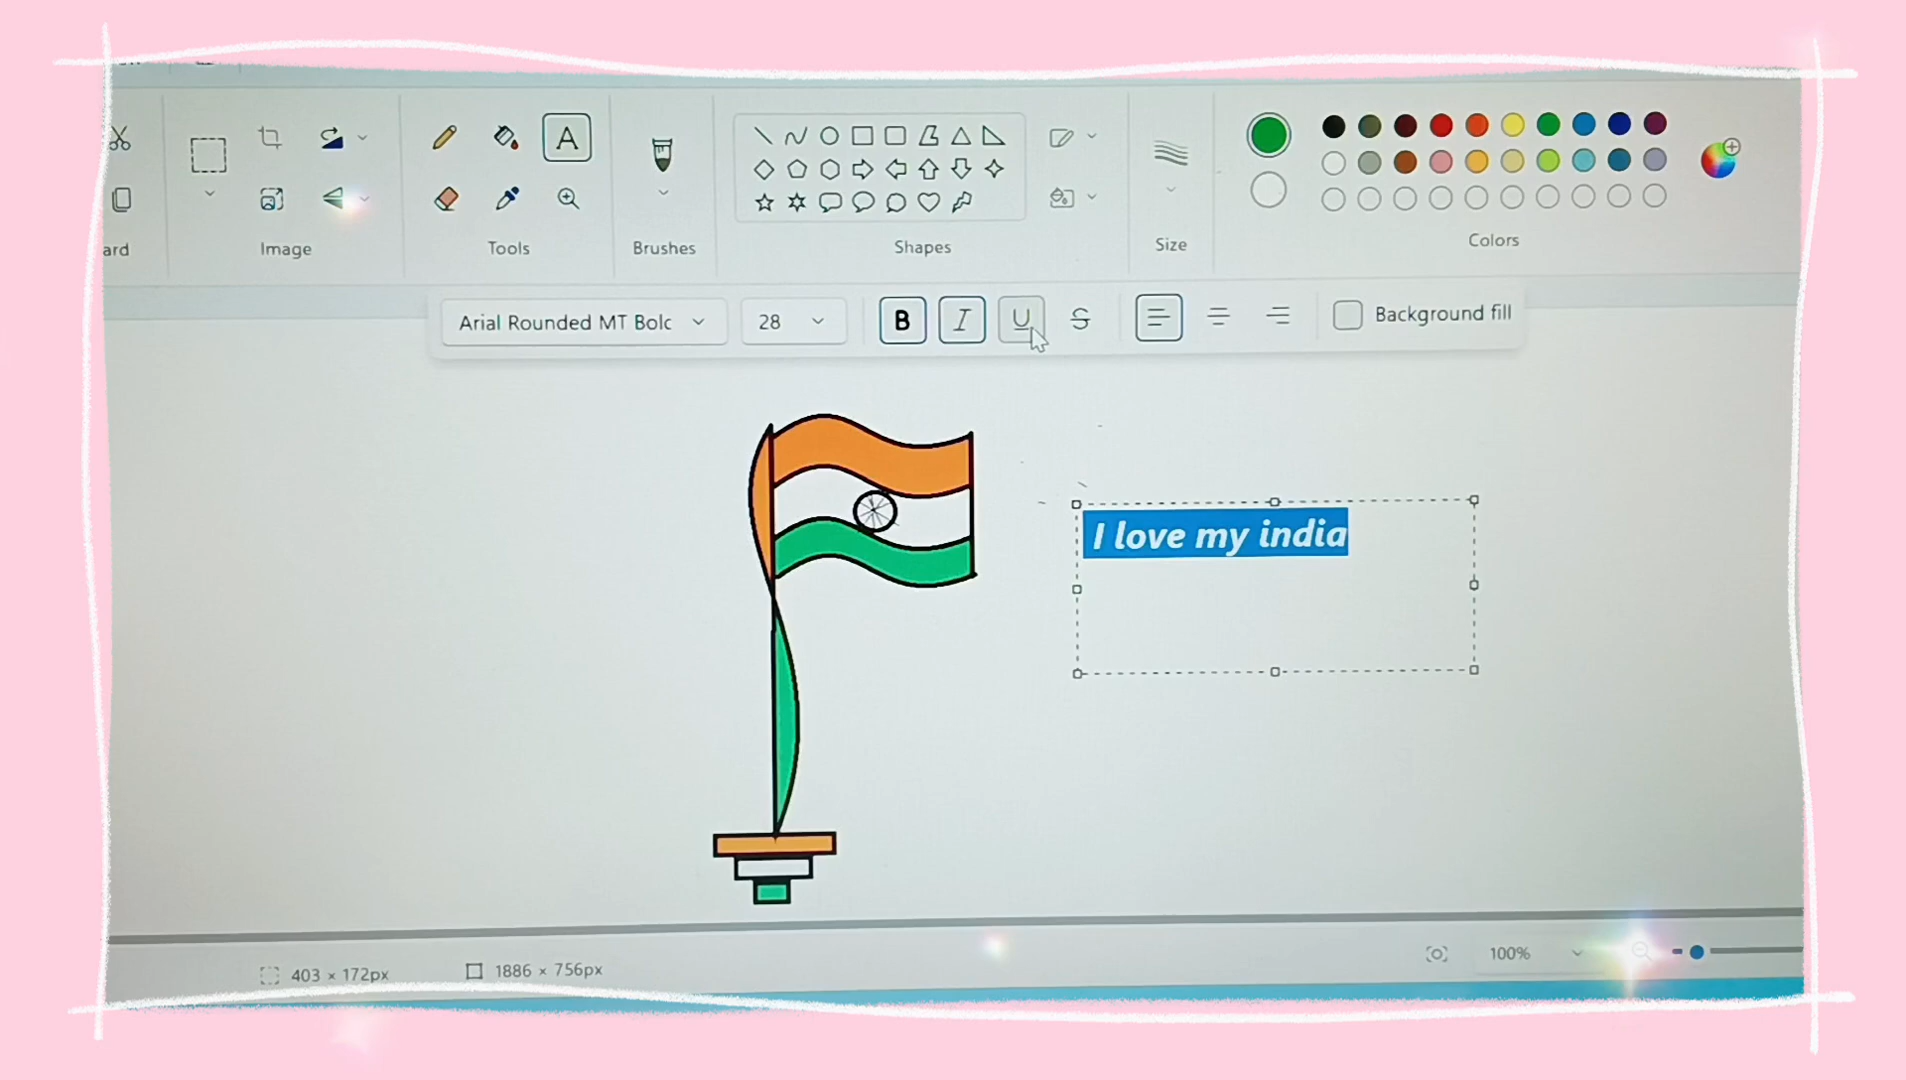 ard
Image
Tools
Brushes
Shapes
Size
Colors
A
Arial Rounded MT Bolc
28
B
I
U
S
Background fill
I love my india
403 × 172px
1886 × 756px
100%